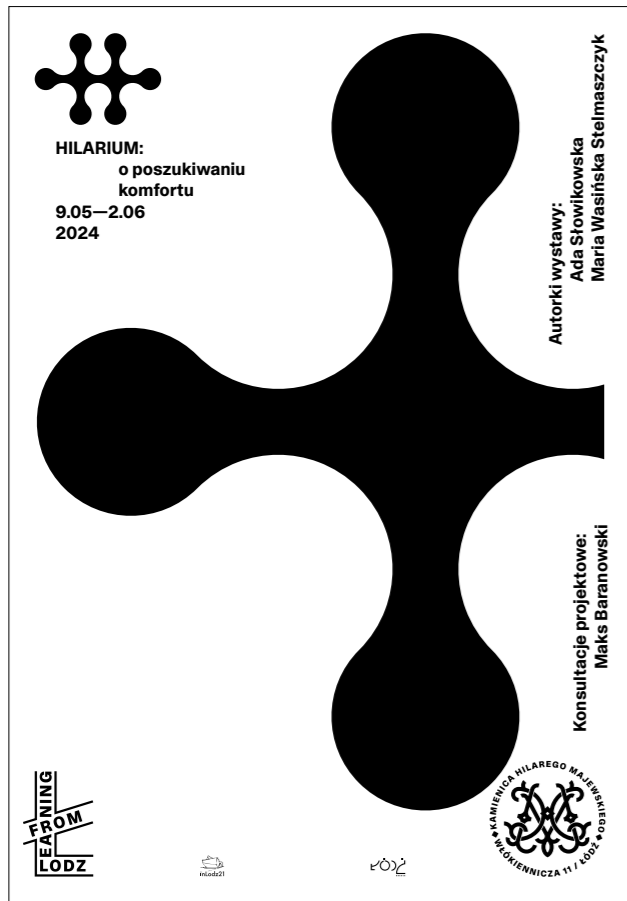 HILARIUM:
o poszukiwaniu
komfortu
9.05—2.06
2024
Autorki wystawy:
Ada Słowikowska
Maria Wasińska Stelmaszczyk
Konsultacje projektowe:
Maks Baranowski
LEARNING
FROM
LODZ
inLodz21
KAMIENICA HILAREGO MAJEWSKIEGO
WŁÓKIENNICZA 11 / ŁÓDŹ